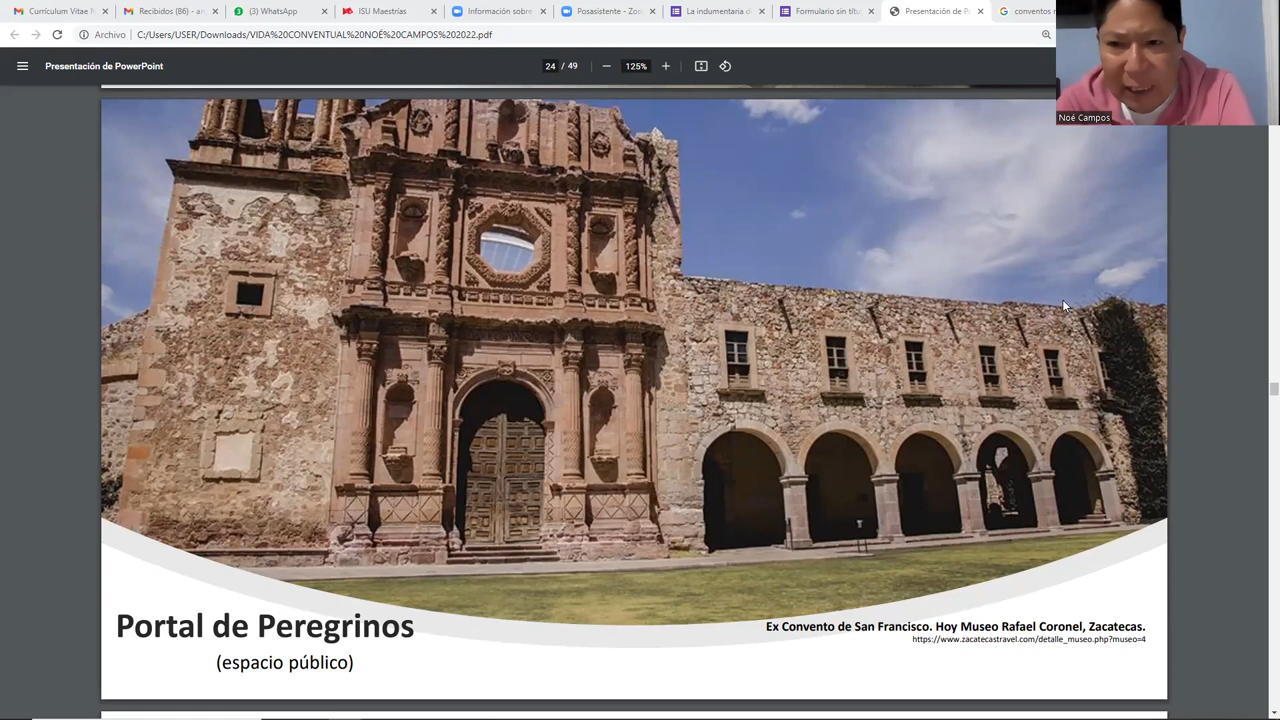 Currículum Vitae N
Recibidos (86) - an
(3) WhatsApp
ISU Maestrías
Información sobre
Posasistente - Zoo
La indumentaria d
Formulario sin títu
Presentación de P
conventos n
Archivo
C:/Users/USER/Downloads/VIDA%20CONVENTUAL%20NOÉ%20CAMPOS%202022.pdf
Presentación de PowerPoint
24 / 49
125%
Noé Campos
Portal de Peregrinos
(espacio público)
Ex Convento de San Francisco. Hoy Museo Rafael Coronel, Zacatecas.
https://www.zacatecastravel.com/detalle_museo.php?museo=4